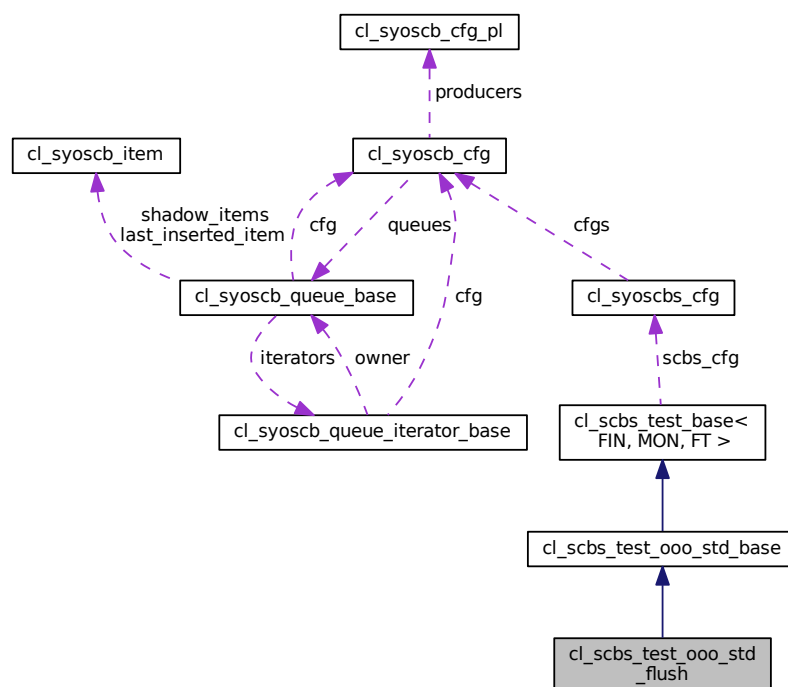 cl_syoscb_cfg_pl
producers
cl_syoscb_item
cl_syoscb_cfg
shadow_items
last_inserted_item
cfg
queues
cfgs
cl_syoscb_queue_base
cfg
cl_syoscbs_cfg
iterators
owner
scbs_cfg
cl_syoscb_queue_iterator_base
cl_scbs_test_base<
FIN, MON, FT >
cl_scbs_test_ooo_std_base
cl_scbs_test_ooo_std
_flush